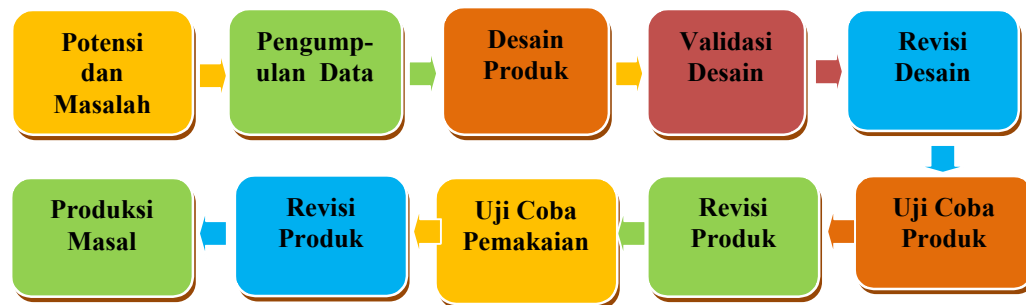 Potensi
dan
Masalah
Pengump-
ulan Data
Desain
Produk
Validasi
Desain
Revisi
Desain
Uji Coba
Produk
Revisi
Produk
Uji Coba
Pemakaian
Revisi
Produk
Produksi
Masal